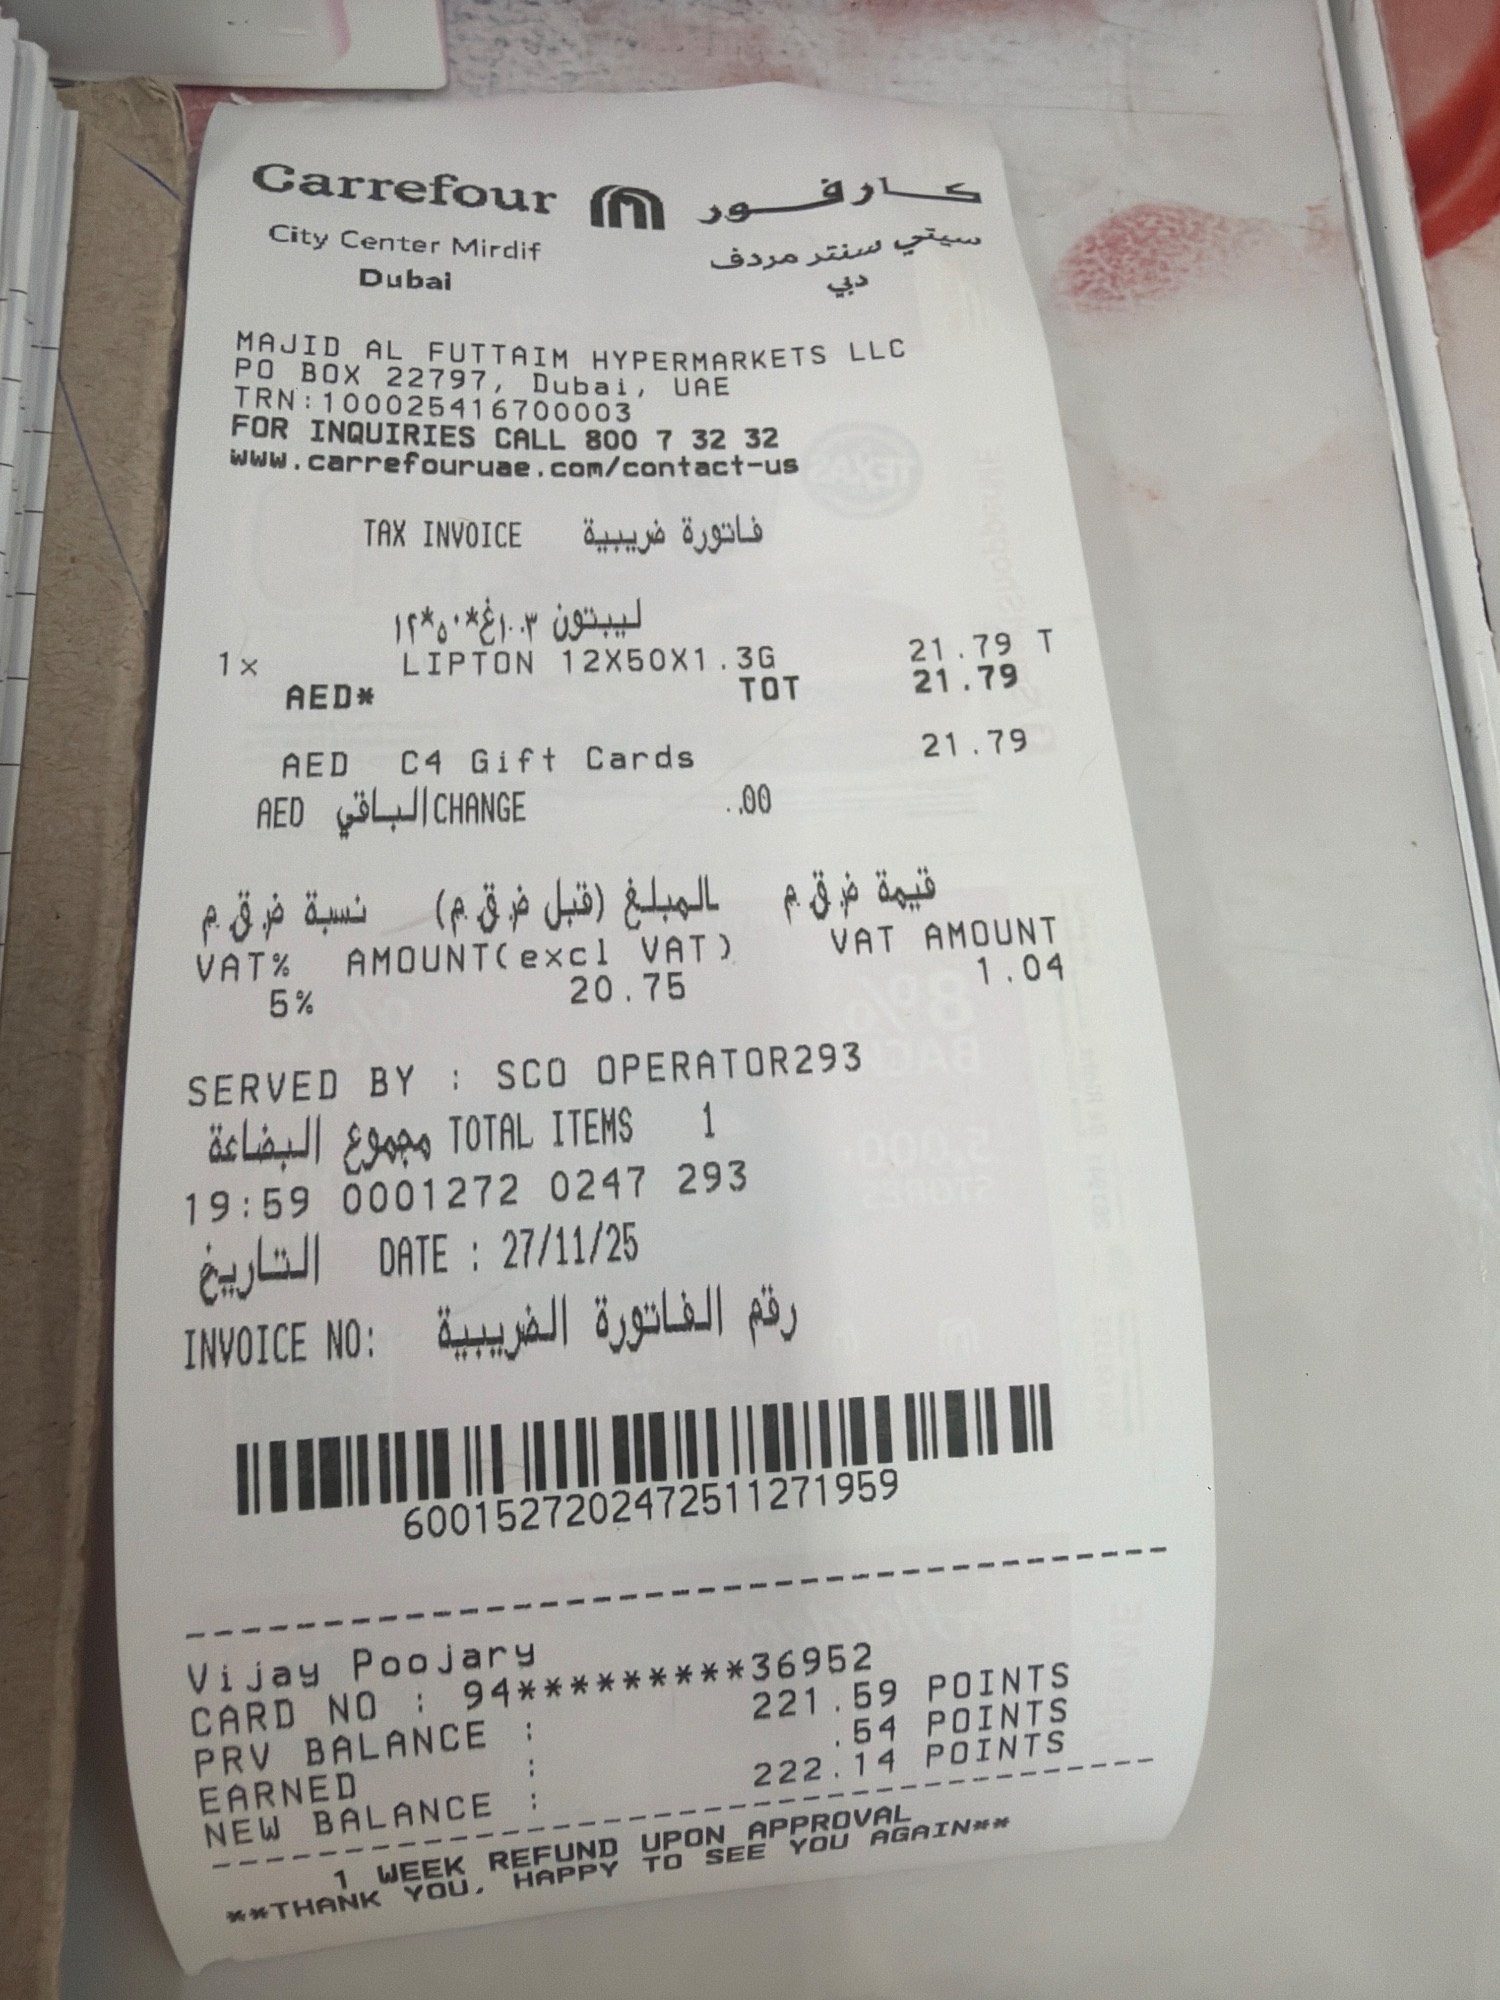 Carrefour كارفور
City Center Mirdif سيتي سنتر مردف
Dubai دبي
MAJID AL FUTTAIM HYPERMARKETS LLC
PO BOX 22797, Dubai, UAE
TRN:100025416700003
FOR INQUIRIES CALL 800 7 32 32
www.carrefouruae.com/contact-us
TAX INVOICE فاتورة ضريبية
ليبتون ١٠٣غ*٥٠*١٢
1x LIPTON 12X50X1.3G 21.79 T
AED* TOT 21.79
AED C4 Gift Cards 21.79
AED الباقي CHANGE ..00
نسبة ض.ق.م المبلغ (قبل ض.ق.م) قيمة ض.ق.م
VAT% AMOUNT(excl VAT) VAT AMOUNT
5% 20.75 1.04
SERVED BY : SCO OPERATOR293
مجموع البضاعة TOTAL ITEMS 1
19:59 0001272 0247 293
التاريخ DATE : 27/11/25
INVOICE NO: رقم الفاتورة الضريبية
6001527202472511271959
Vijay Poojary
CARD NO : 94*********36952
PRV BALANCE : 221.59 POINTS
EARNED : .54 POINTS
NEW BALANCE : 222.14 POINTS
1 WEEK REFUND UPON APPROVAL
**THANK YOU, HAPPY TO SEE YOU AGAIN**